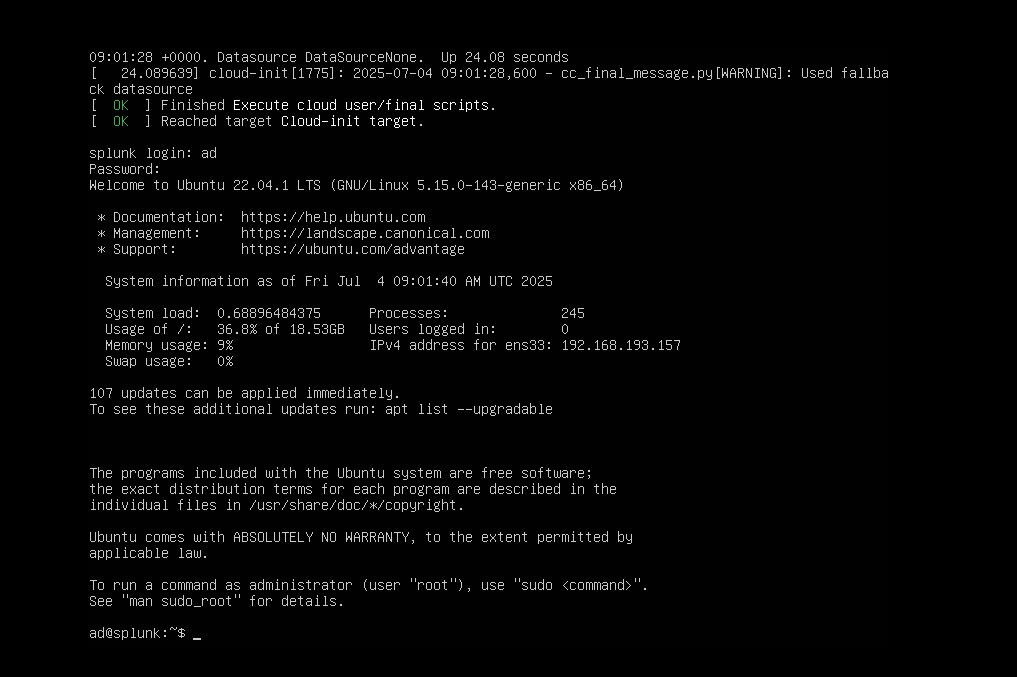 09:01:28 +0000. Datasource DataSourceNone.  Up 24.08 seconds
[   24.089639] cloud-init[1775]: 2025-07-04 09:01:28,600 - cc_final_message.py[WARNING]: Used fallba
ck datasource
[  OK  ] Finished Execute cloud user/final scripts.
[  OK  ] Reached target Cloud-init target.
splunk login: ad
Password:
Welcome to Ubuntu 22.04.1 LTS (GNU/Linux 5.15.0-143-generic x86_64)
 * Documentation:  https://help.ubuntu.com
 * Management:     https://landscape.canonical.com
 * Support:        https://ubuntu.com/advantage
  System information as of Fri Jul  4 09:01:40 AM UTC 2025
  System load:  0.68896484375      Processes:              245
  Usage of /:   36.8% of 18.53GB   Users logged in:        0
  Memory usage: 9%                 IPv4 address for ens33: 192.168.193.157
  Swap usage:   0%
107 updates can be applied immediately.
To see these additional updates run: apt list --upgradable
The programs included with the Ubuntu system are free software;
the exact distribution terms for each program are described in the
individual files in /usr/share/doc/*/copyright.
Ubuntu comes with ABSOLUTELY NO WARRANTY, to the extent permitted by
applicable law.
To run a command as administrator (user "root"), use "sudo <command>".
See "man sudo_root" for details.
ad@splunk:~$ _